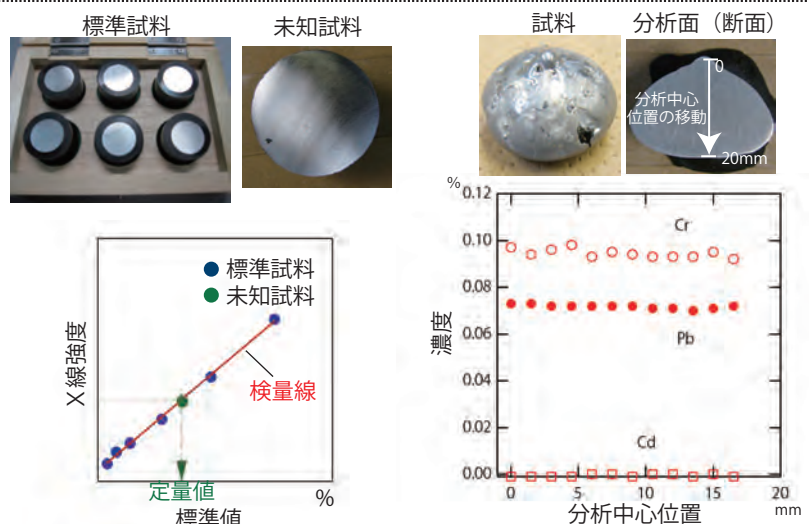 標準試料
未知試料
試料
分析面（断面）
0
分析中心
位置の移動
20mm
標準試料
未知試料
X線強度
検量線
定量値
標準値
%
%
0.12
0.10
0.08
0.06
0.04
0.02
0.00
濃度
Cr
Pb
Cd
0
5
10
15
20
分析中心位置
mm